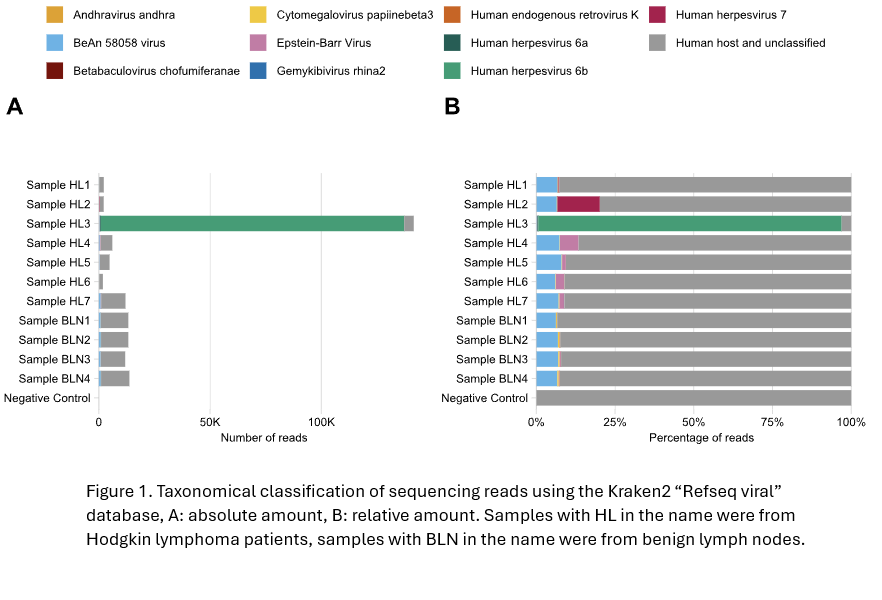 Andhravirus andhra
Cytomegalovirus papiinebeta3
Human endogenous retrovirus K
Human herpesvirus 7
BeAn 58058 virus
Epstein-Barr Virus
Human herpesvirus 6a
Human host and unclassified
Betabaculovirus chofumiferanae
Gemykibivirus rhina2
Human herpesvirus 6b
A
Sample HL1
Sample HL2
Sample HL3
Sample HL4
Sample HL5
Sample HL6
Sample HL7
Sample BLN1
Sample BLN2
Sample BLN3
Sample BLN4
Negative Control
0 50K 100K
Number of reads
B
Sample HL1
Sample HL2
Sample HL3
Sample HL4
Sample HL5
Sample HL6
Sample HL7
Sample BLN1
Sample BLN2
Sample BLN3
Sample BLN4
Negative Control
0% 25% 50% 75% 100%
Percentage of reads
Figure 1. Taxonomical classification of sequencing reads using the Kraken2 “Refseq viral”
database, A: absolute amount, B: relative amount. Samples with HL in the name were from
Hodgkin lymphoma patients, samples with BLN in the name were from benign lymph nodes.